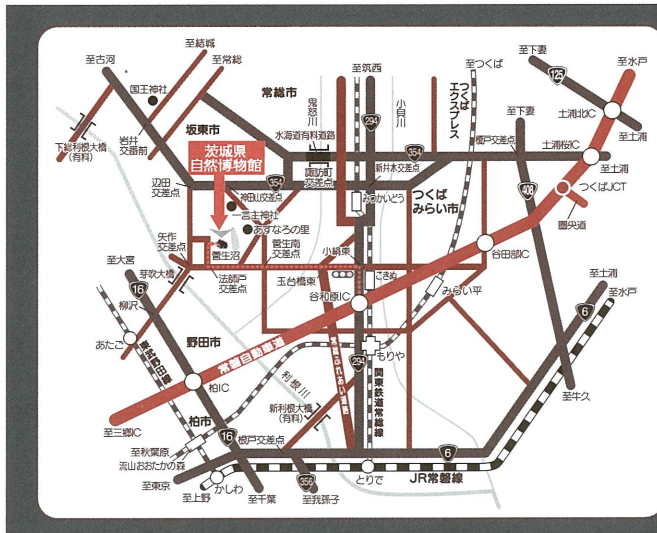 至結城
至古河
至常総
国王神社
常総市
坂東市
茨城県
自然博物館
下総利根大橋
(有料)
岩井
交番前
至筑西
鬼怒川
水海道有料道路
諏訪町
交差点
294
小貝川
354
新井木交差点
至つくば
つくば
エクスプレス
至下妻
125
至水戸
土浦北IC
至土浦
至下妻
榎戸交差点
土浦桜IC
至土浦
408
つくばJCT
圏央道
辺田
交差点
354
神田山交差点
一言主神社
あすなろの里
菅生沼
菅生南
交差点
みつかいどう
つくば
みらい市
谷田部IC
矢作
交差点
芽吹大橋
至大宮
16
柳沢
法師戸
交差点
小絹東
玉台橋東
こきぬ
谷和原IC
みらい平
至土浦
至水戸
6
あたご
東武野田線
野田市
常磐自動車道
柏IC
常総ふれあい道路
294
もりや
関東鉄道常総線
利根川
新利根大橋
(有料)
至牛久
至三郷IC
柏市
16
根戸交差点
至秋葉原
流山おおたかの森
6
至東京
至上野
かしわ
至千葉
356
至我孫子
とりで
JR常磐線